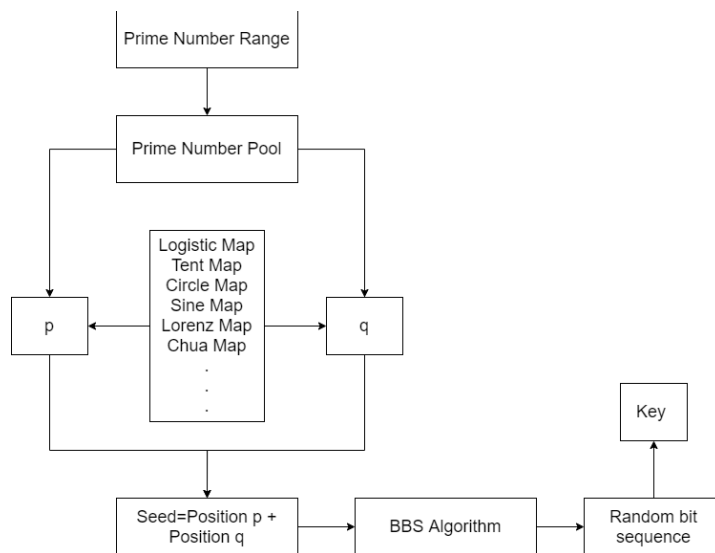 Prime Number Range
Prime Number Pool
Logistic Map
Tent Map
Circle Map
Sine Map
Lorenz Map
Chua Map
.
.
.
p
q
Key
Seed=Position p +
Position q
BBS Algorithm
Random bit
sequence